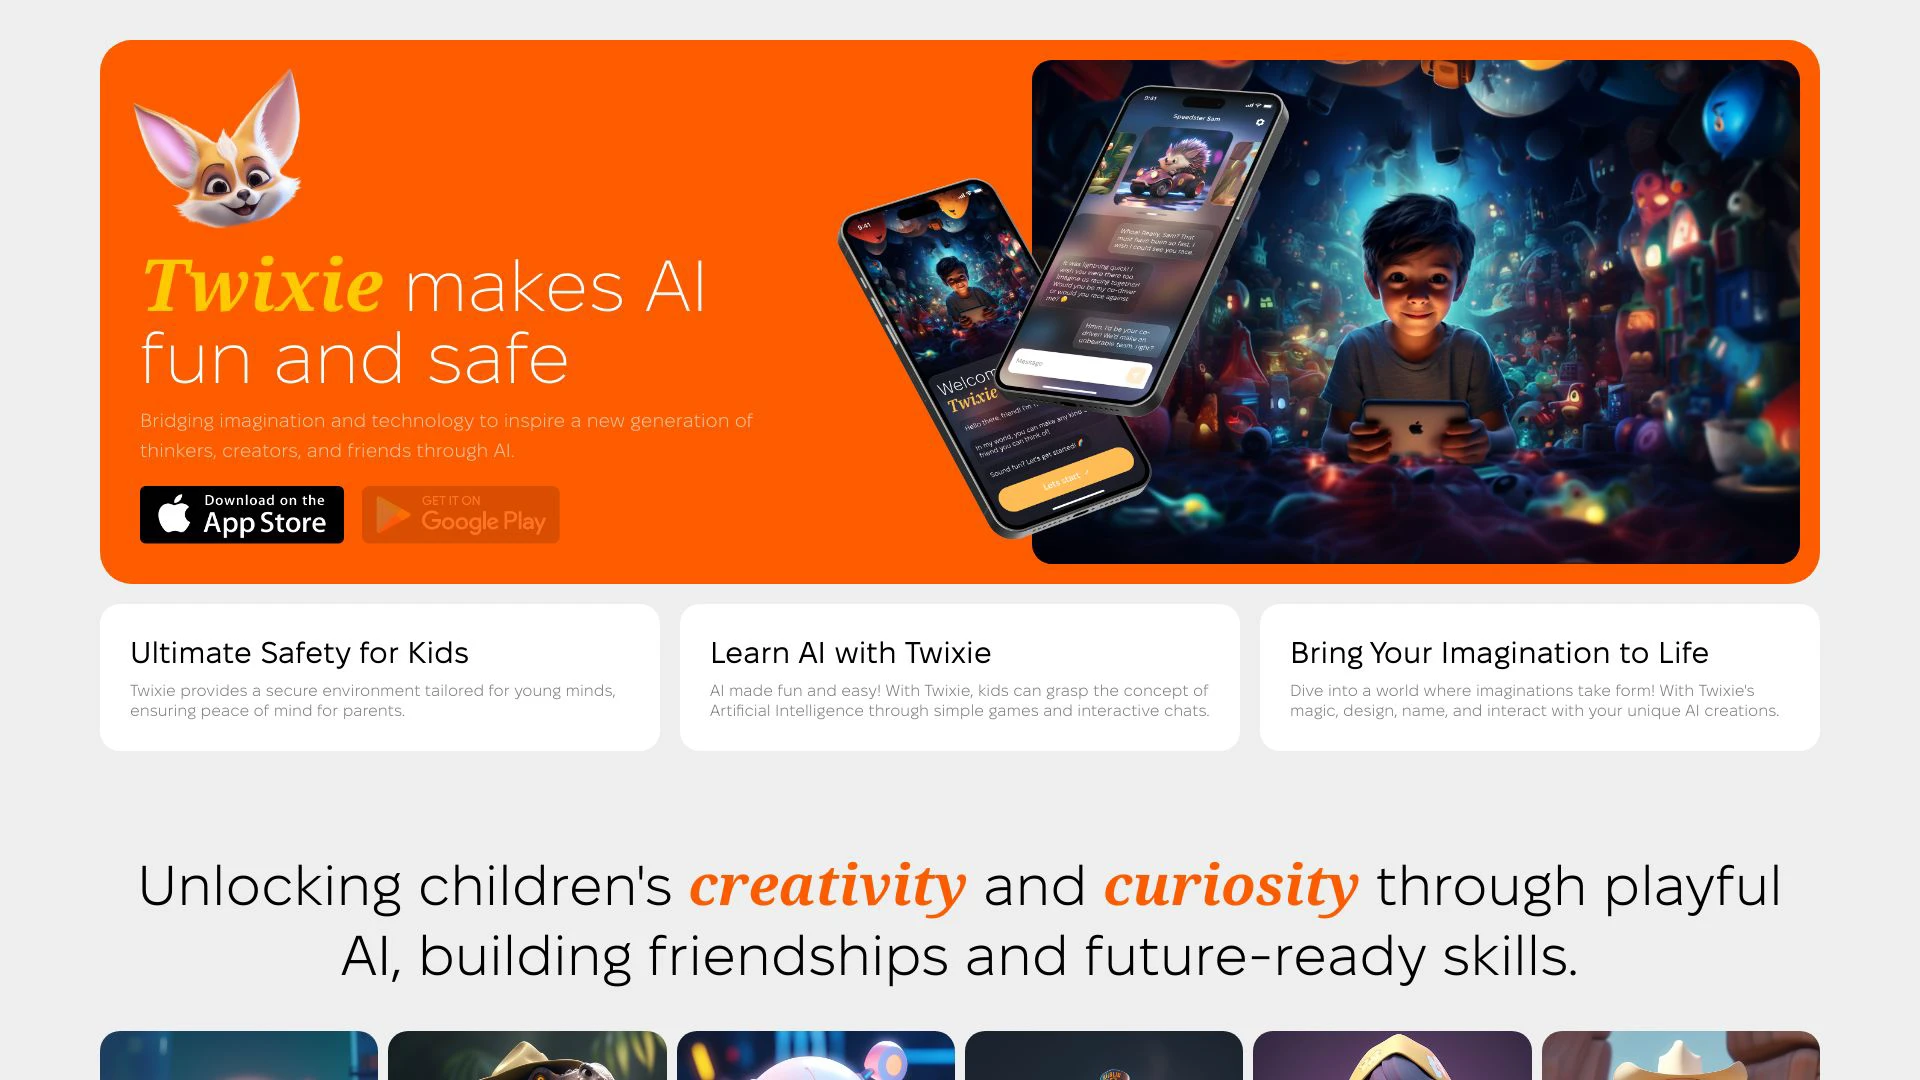 Twixie makes AI
fun and safe
Bridging imagination and technology to inspire a new generation of
thinkers, creators, and friends through AI.
Download on the
App Store
GET IT ON
Google Play
9:41
Welcom
Twixie
Hello there, friend! I'm
In my world, you can make any kind
friend you can think of!
Sound fun? Let's get started!
Lets start
9:41
Speedster Sam
Whoa! Really, Sam? That
must have been so fast. I
wish I could see you race.
It was lightning quick! I
wish you were there too.
Imagine us racing together!
Would you be my co-driver
or would you race against
me?
Hmm, I'd be your co-
driver! We'd make an
unbearable team, right?
Message
Ultimate Safety for Kids
Twixie provides a secure environment tailored for young minds,
ensuring peace of mind for parents.
Learn AI with Twixie
AI made fun and easy! With Twixie, kids can grasp the concept of
Artificial Intelligence through simple games and interactive chats.
Bring Your Imagination to Life
Dive into a world where imaginations take form! With Twixie's
magic, design, name, and interact with your unique AI creations.
Unlocking children's creativity and curiosity through playful
AI, building friendships and future-ready skills.